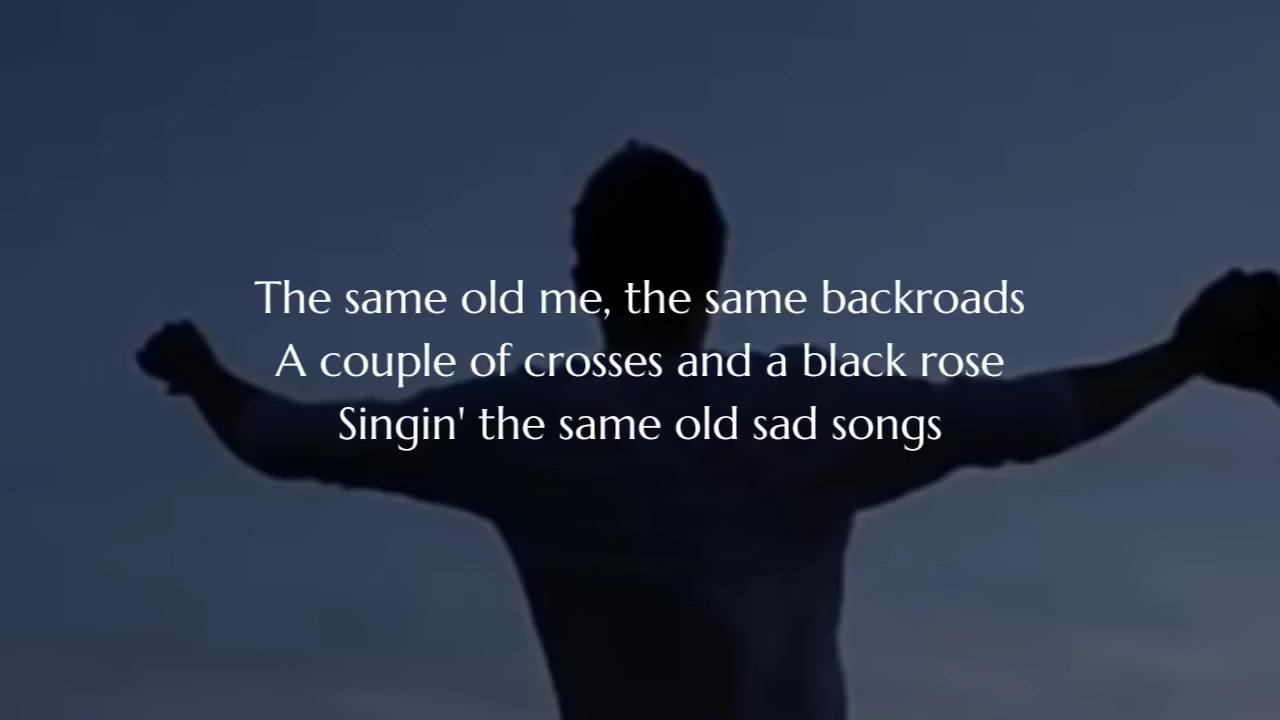 The same old me, the same backroads
A couple of crosses and a black rose
Singin' the same old sad songs